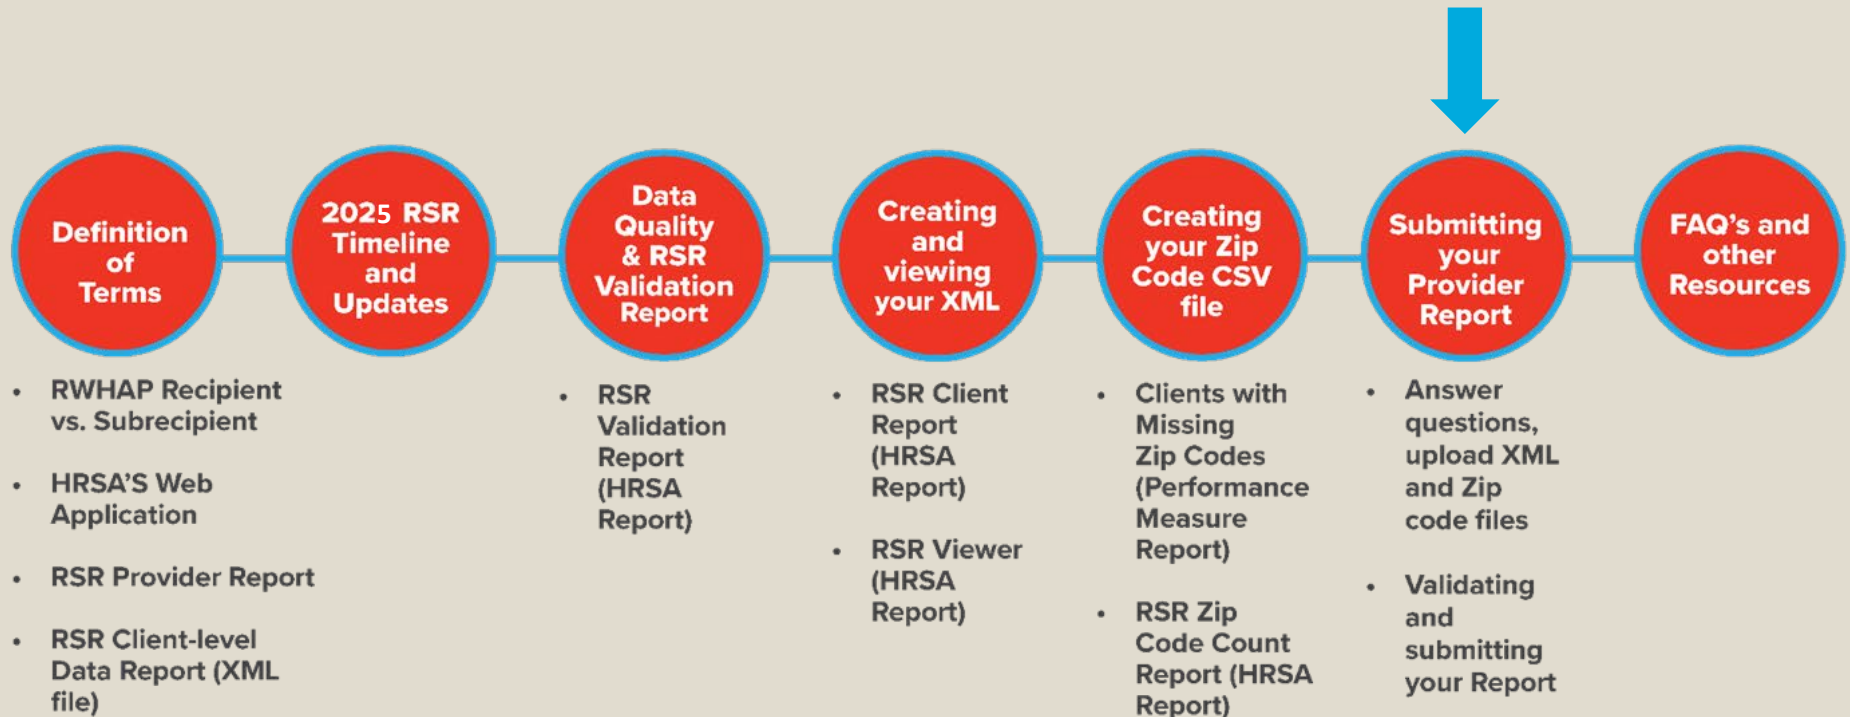 Definition
of
Terms
2025 RSR
Timeline
and
Updates
Data
Quality
& RSR
Validation
Report
Creating
and
viewing
your XML
Creating
your Zip
Code CSV
file
Submitting
your
Provider
Report
FAQ's and
other
Resources
• RWHAP Recipient
vs. Subrecipient
• HRSA'S Web
Application
• RSR Provider Report
• RSR Client-level
Data Report (XML
file)
• RSR
Validation
Report
(HRSA
Report)
• RSR Client
Report
(HRSA
Report)
• RSR Viewer
(HRSA
Report)
• Clients with
Missing
Zip Codes
(Performance
Measure
Report)
• RSR Zip
Code Count
Report (HRSA
Report)
• Answer
questions,
upload XML
and Zip
code files
• Validating
and
submitting
your Report